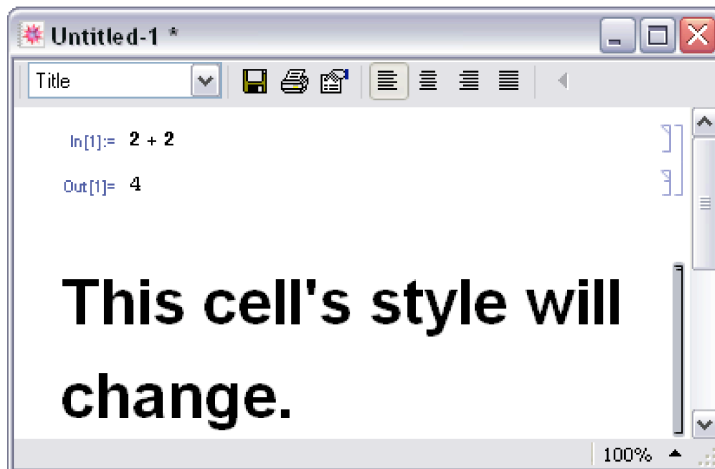 Untitled-1 *
Title
In[1]:= 2 + 2
Out[1]= 4
This cell's style will
change.
100%